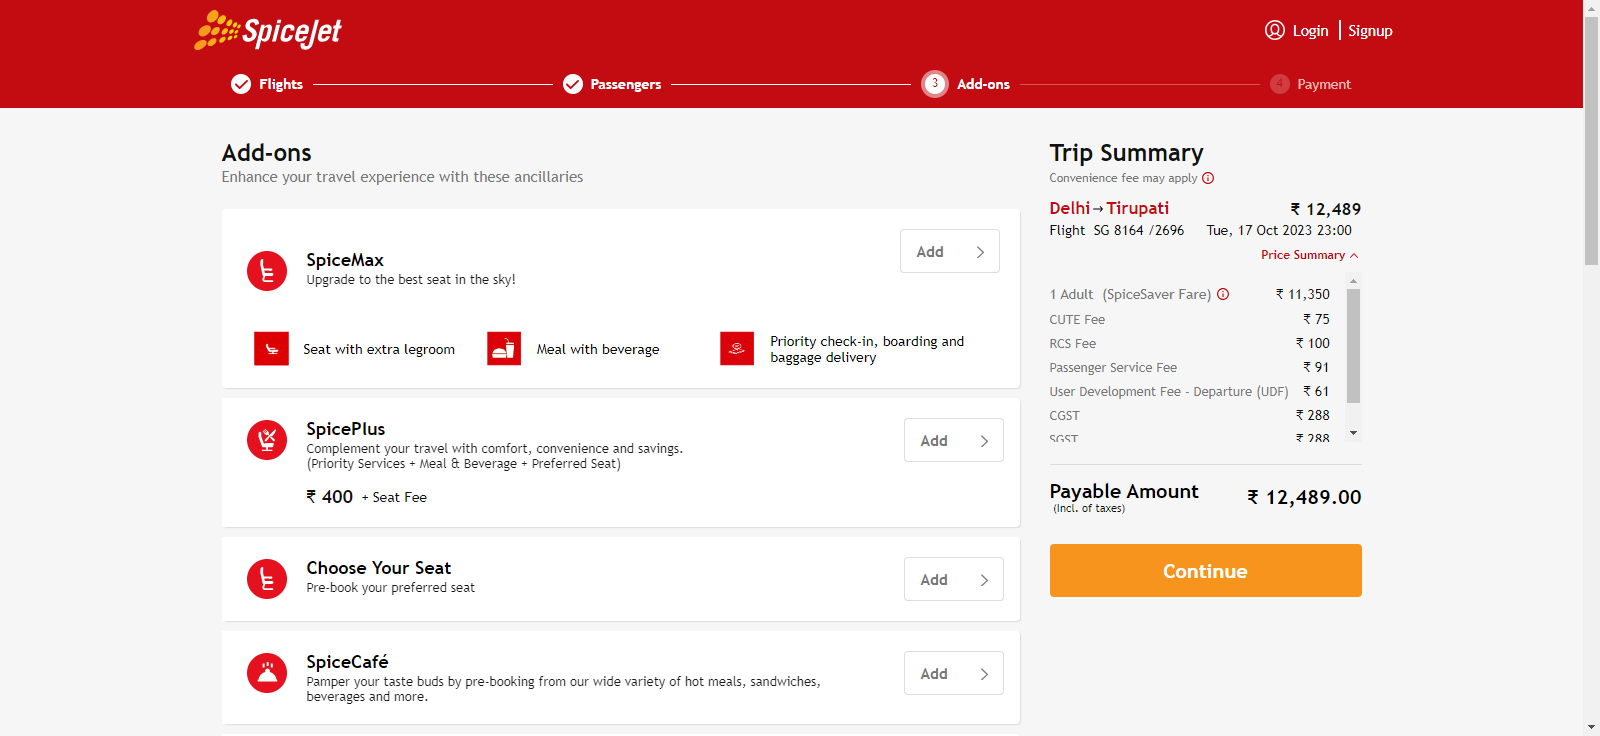 SpiceJet
Login
Signup
Flights
Passengers
3
Add-ons
4
Payment
Add-ons
Enhance your travel experience with these ancillaries
SpiceMax
Upgrade to the best seat in the sky!
Add
Seat with extra legroom
Meal with beverage
Priority check-in, boarding and
baggage delivery
SpicePlus
Complement your travel with comfort, convenience and savings.
(Priority Services + Meal & Beverage + Preferred Seat)
₹ 400 + Seat Fee
Add
Choose Your Seat
Pre-book your preferred seat
Add
SpiceCafé
Pamper your taste buds by pre-booking from our wide variety of hot meals, sandwiches,
beverages and more.
Add
Trip Summary
Convenience fee may apply
Delhi→Tirupati ₹ 12,489
Flight SG 8164 /2696 Tue, 17 Oct 2023 23:00
Price Summary
1 Adult (SpiceSaver Fare) ₹ 11,350
CUTE Fee ₹ 75
RCS Fee ₹ 100
Passenger Service Fee ₹ 91
User Development Fee - Departure (UDF) ₹ 61
CGST ₹ 288
SGST ₹ 288
Payable Amount ₹ 12,489.00
(Incl. of taxes)
Continue